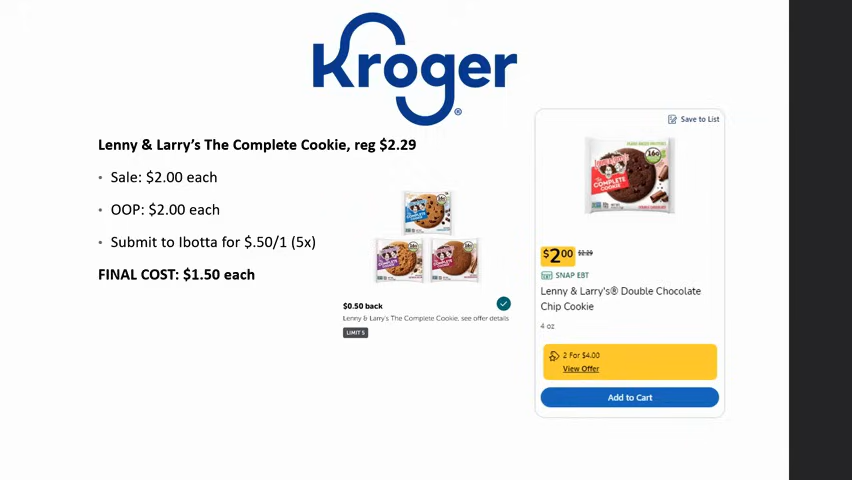 Kroger
Lenny & Larry's The Complete Cookie, reg $2.29
• Sale: $2.00 each
• OOP: $2.00 each
• Submit to Ibotta for $.50/1 (5x)
FINAL COST: $1.50 each
$0.50 back
Lenny & Larry's The Complete Cookie, see offer details
LIMIT 5
Save to List
COMPLETE COOKIE
$2.00 $2.29
EBT SNAP EBT
Lenny & Larry's® Double Chocolate
Chip Cookie
4 oz
2 For $4.00
View Offer
Add to Cart